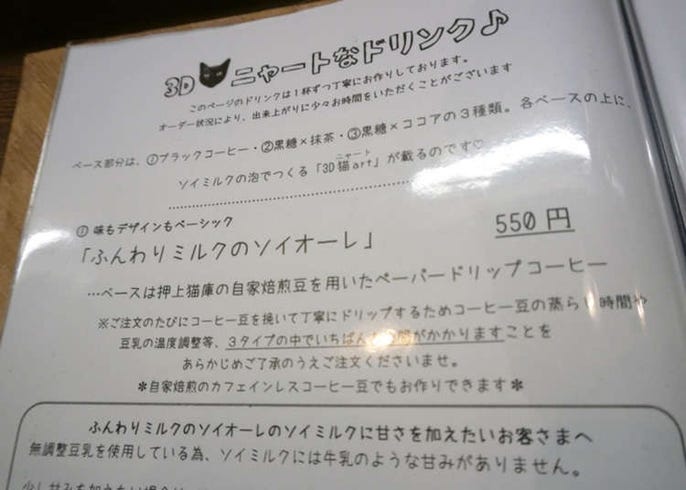 3D ニャートなドリンク♪
このページのドリンクは1杯ずつ丁寧にお作りしております。
オーダー状況により、出来上がりに少々お時間をいただくことがございます
ベース部分は、①ブラックコーヒー・②黒糖×抹茶・③黒糖×ココアの3種類。各ベースの上に、
ニャート
ソイミルクの泡でつくる「3D猫art」が載るのです♡
① 味もデザインもベーシック
「ふんわりミルクのソイオーレ」 550円
…ベースは押上猫庫の自家焙煎豆を用いたペーパードリップコーヒー
※ご注文のたびにコーヒー豆を挽いて丁寧にドリップするためコーヒー豆の蒸らし時間や
豆乳の温度調整等、3タイプの中でいちばん 間がかかりますことを
あらかじめご了承のうえご注文くださいませ。
*自家焙煎のカフェインレスコーヒー豆でもお作りできます*
ふんわりミルクのソイオーレのソイミルクに甘さを加えたいお客さまへ
無調整豆乳を使用している為、ソイミルクには牛乳のような甘みがありません。
少し甘みを加えたい場合は